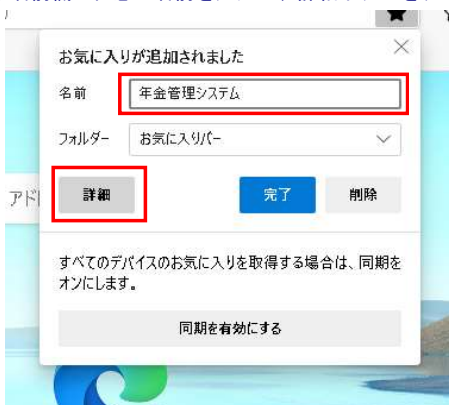 お気に入りが追加されました
名前 年金管理システム
フォルダー お気に入りバー
アド
詳細 完了 削除
すべてのデバイスのお気に入りを取得する場合は、同期を
オンにします。
同期を有効にする